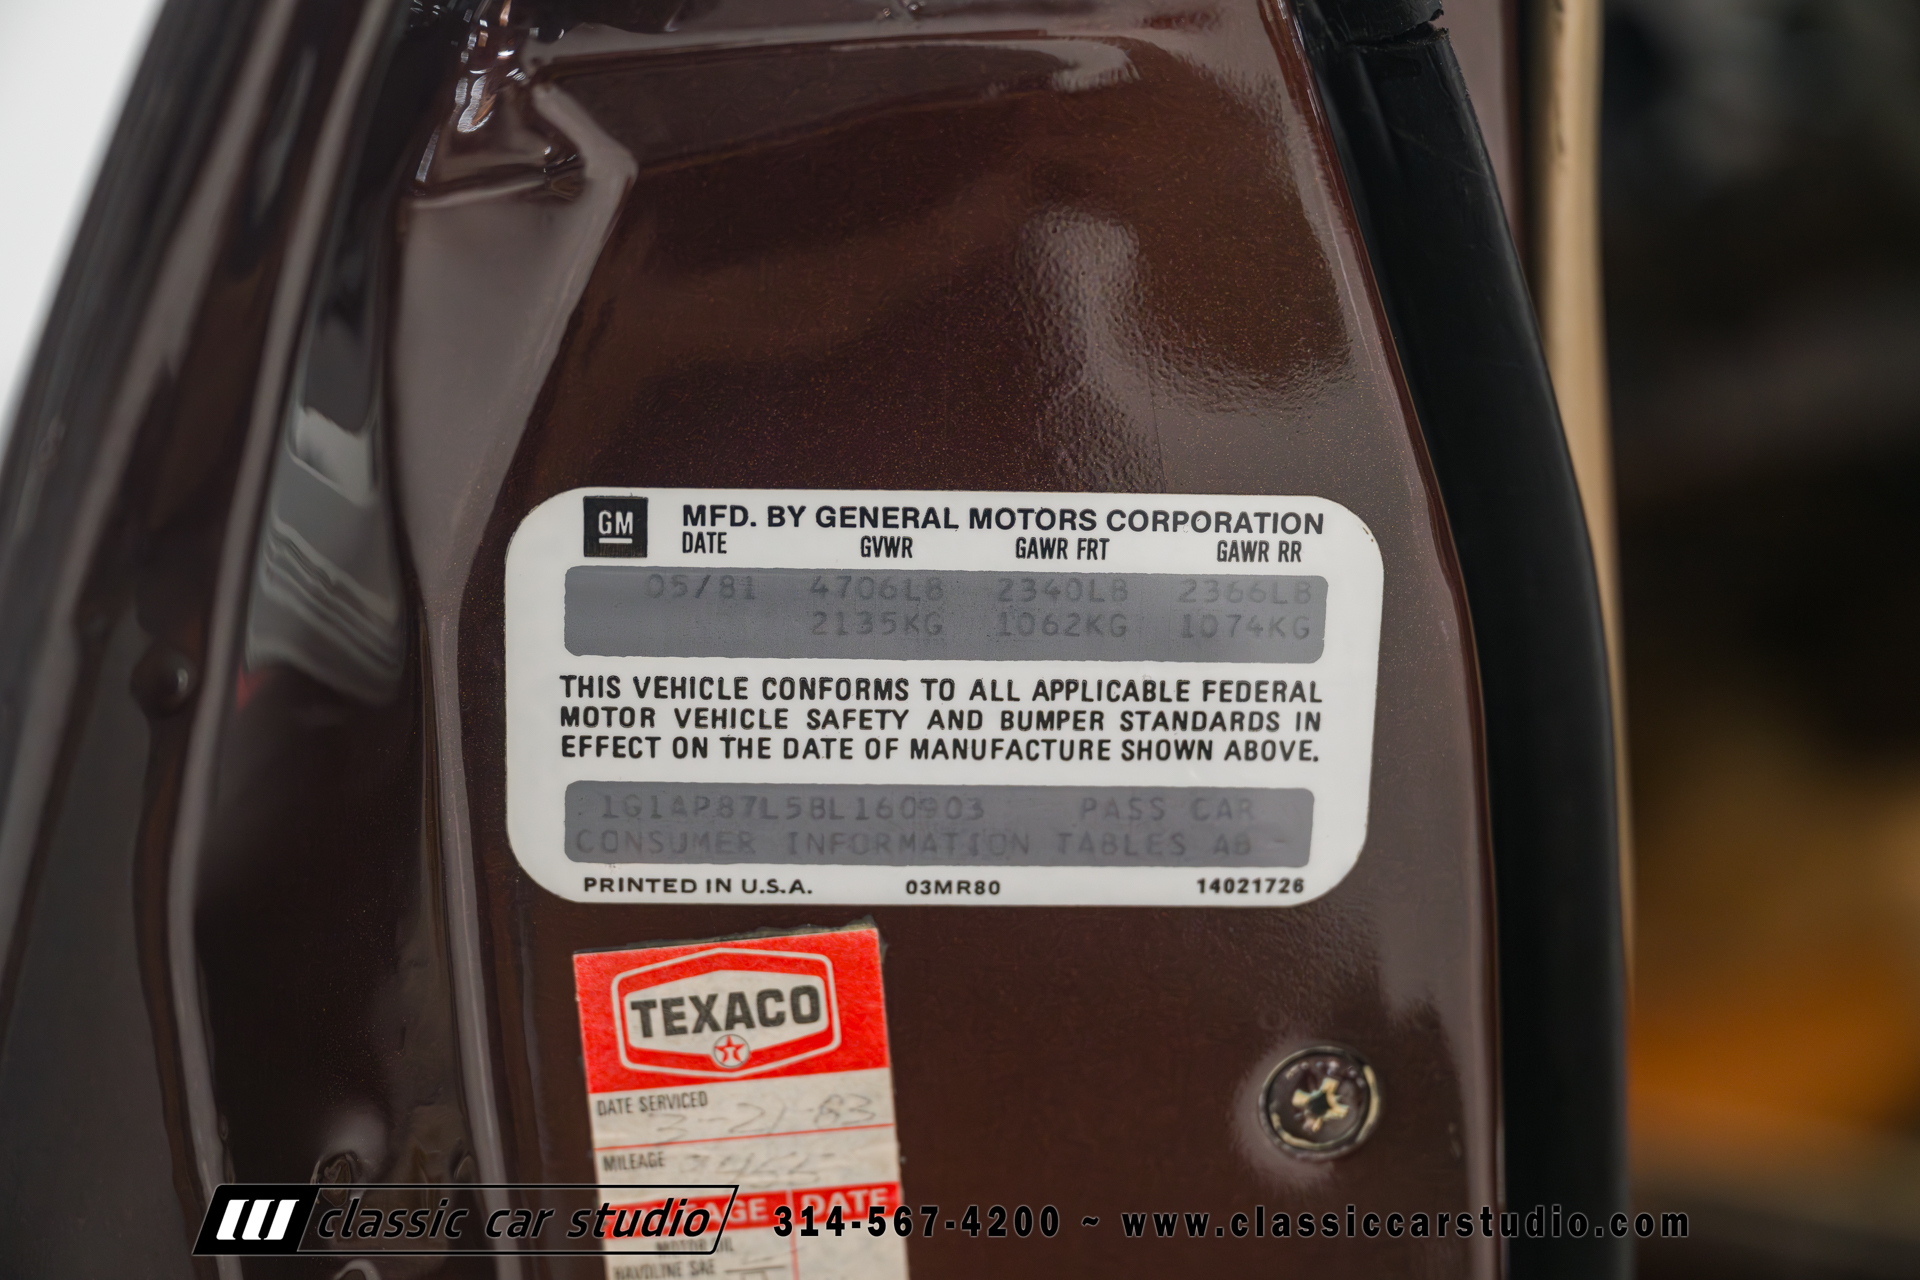 GM
MFD. BY GENERAL MOTORS CORPORATION
DATE GVWR GAWR FRT GAWR RR
05/81 4706LB 2340LB 2366LB
2135KG 1062KG 1074KG
THIS VEHICLE CONFORMS TO ALL APPLICABLE FEDERAL
MOTOR VEHICLE SAFETY AND BUMPER STANDARDS IN
EFFECT ON THE DATE OF MANUFACTURE SHOWN ABOVE.
1G1AP87L5BL160903 PASS CAR
CONSUMER INFORMATION TABLES AB
PRINTED IN U.S.A. 03MR80 14021726
TEXACO
DATE SERVICED 3-21-83
MILEAGE
DATE
classic car studio 314-567-4200 ~ www.classiccarstudio.com
HAVOLINE SAE